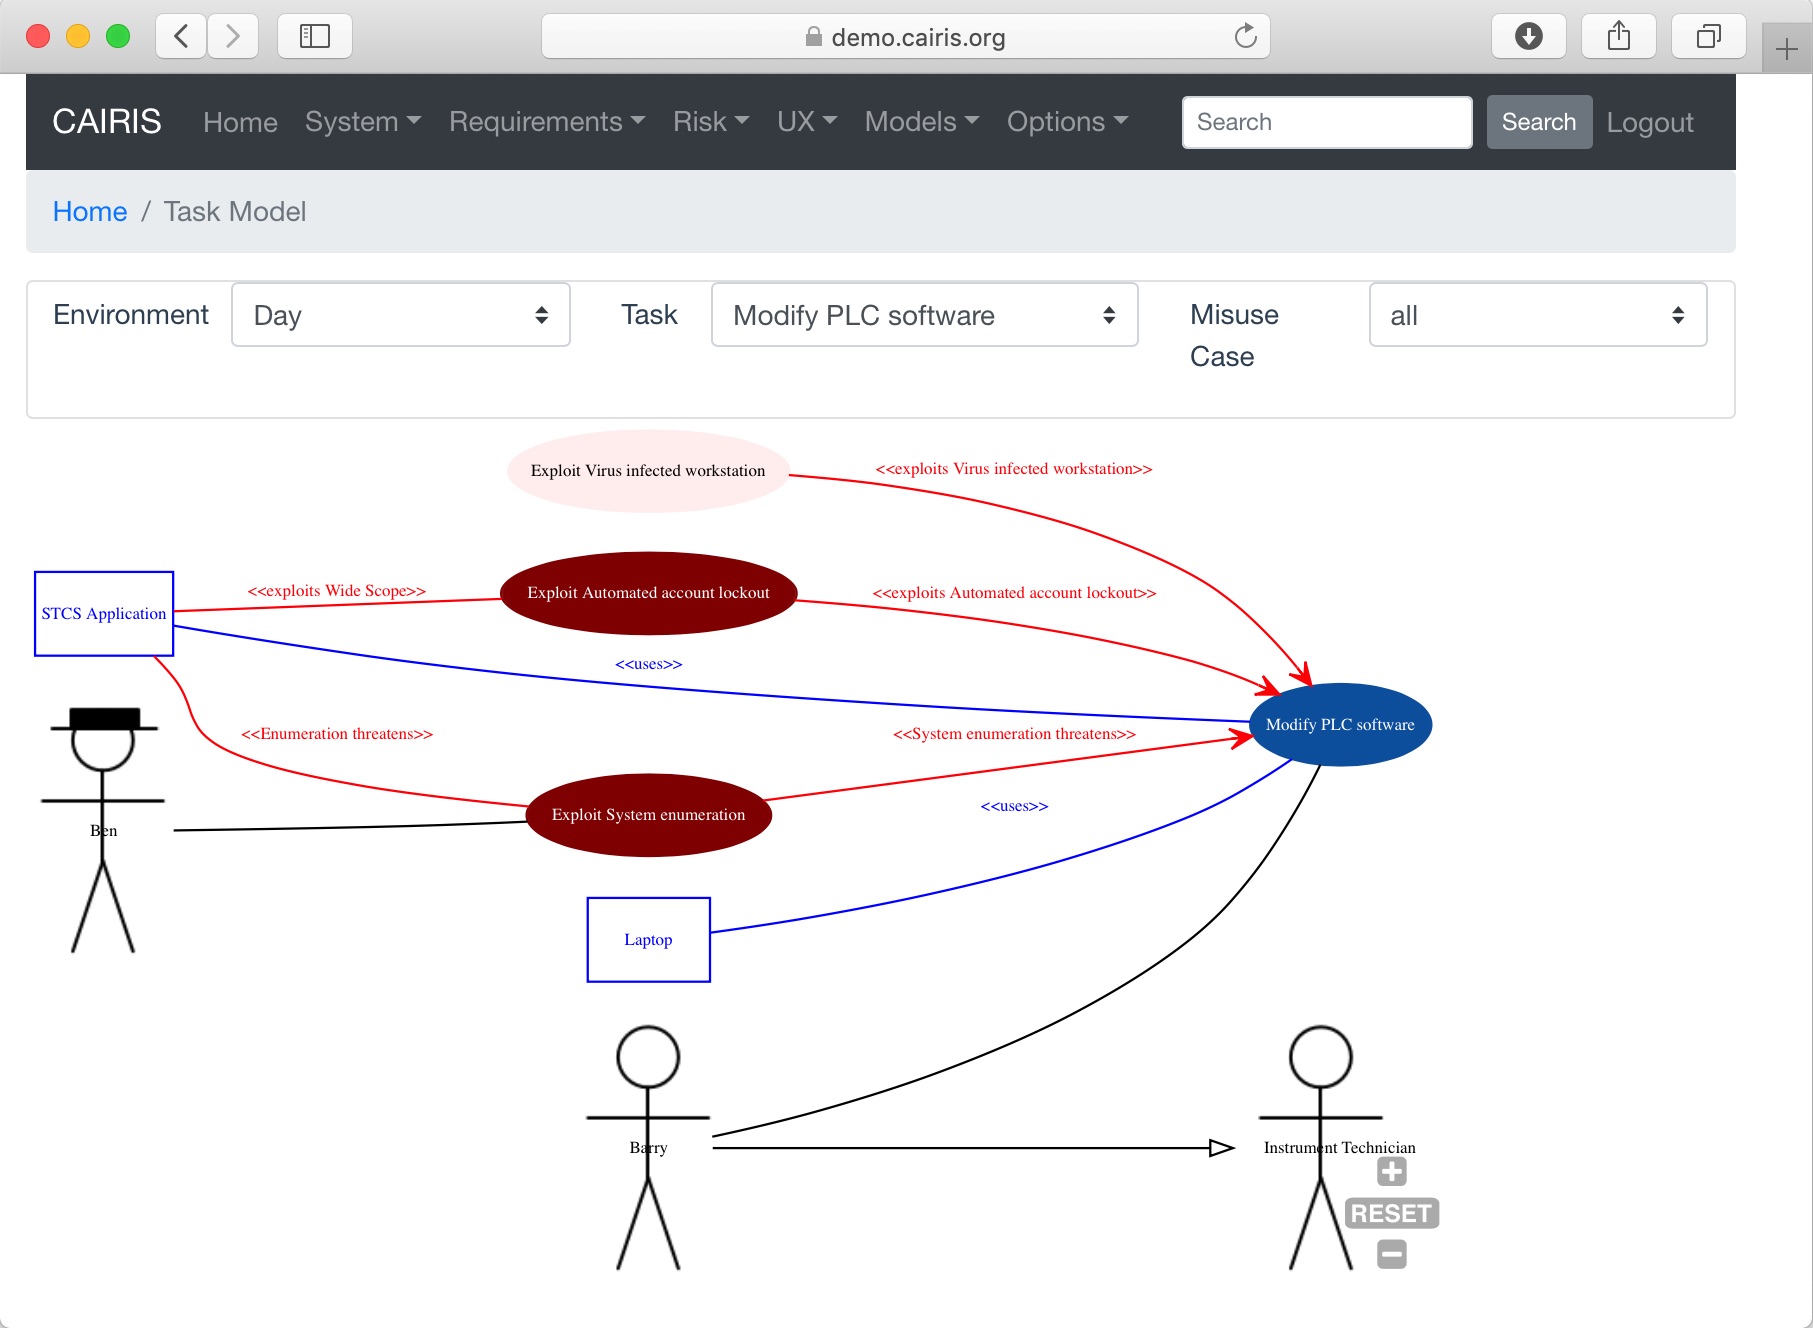 demo.cairis.org
CAIRIS Home System Requirements Risk UX Models Options Search Search Logout
Home / Task Model
Environment Day Task Modify PLC software Misuse Case all
Exploit Virus infected workstation
<<exploits Virus infected workstation>>
<<exploits Wide Scope>>
Exploit Automated account lockout
<<exploits Automated account lockout>>
STCS Application
<<uses>>
Modify PLC software
<<Enumeration threatens>>
<<System enumeration threatens>>
<<uses>>
Exploit System enumeration
Ben
Laptop
Barry
Instrument Technician
RESET